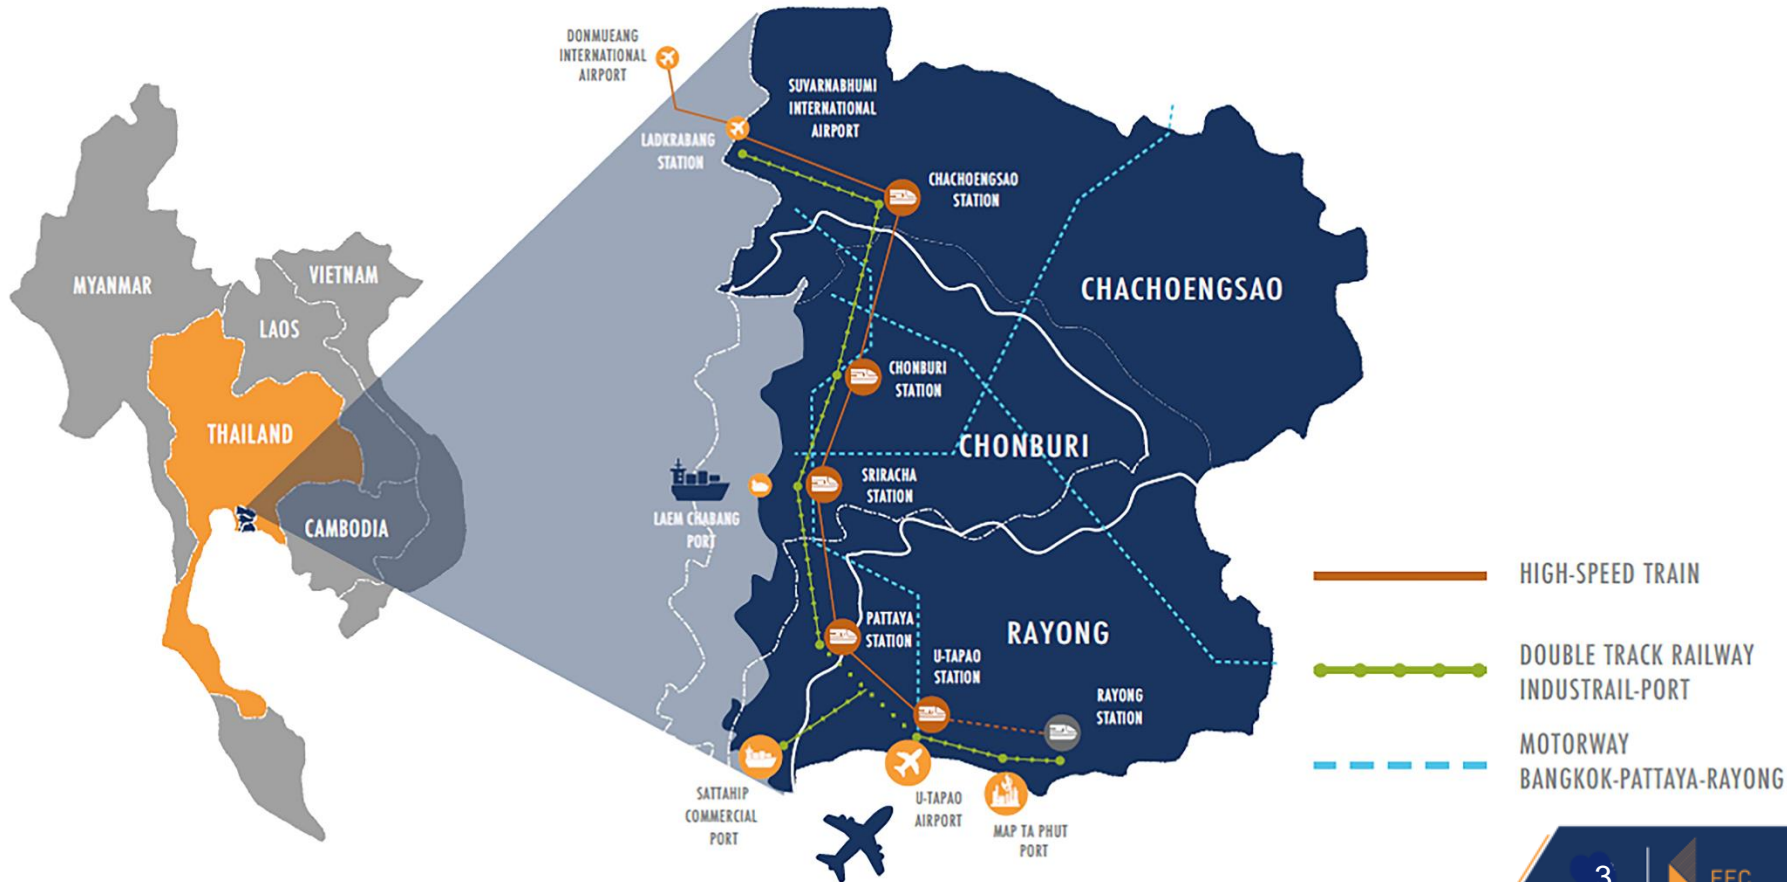 DONMUEANG
INTERNATIONAL
AIRPORT
SUVARNABHUMI
INTERNATIONAL
AIRPORT
LADKRABANG
STATION
CHACHOENGSAO
STATION
MYANMAR
VIETNAM
LAOS
THAILAND
CAMBODIA
CHACHOENGSAO
CHONBURI
STATION
CHONBURI
SRIRACHA
STATION
LAEM CHABANG
PORT
PATTAYA
STATION
RAYONG
U-TAPAO
STATION
RAYONG
STATION
SATTAHIP
COMMERCIAL
PORT
U-TAPAO
AIRPORT
MAP TA PHUT
PORT
HIGH-SPEED TRAIN
DOUBLE TRACK RAILWAY
INDUSTRAIL-PORT
MOTORWAY
BANGKOK-PATTAYA-RAYONG
3
EEC